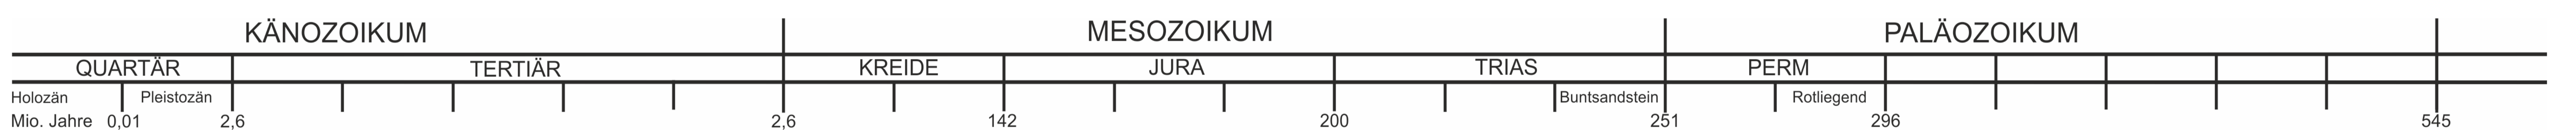 KÄNOZOIKUM MESOZOIKUM PALÄOZOIKUM
QUARTÄR TERTIÄR KREIDE JURA TRIAS PERM
Holozän Pleistozän Buntsandstein Rotliegend
Mio. Jahre 0,01 2,6 2,6 142 200 251 296 545